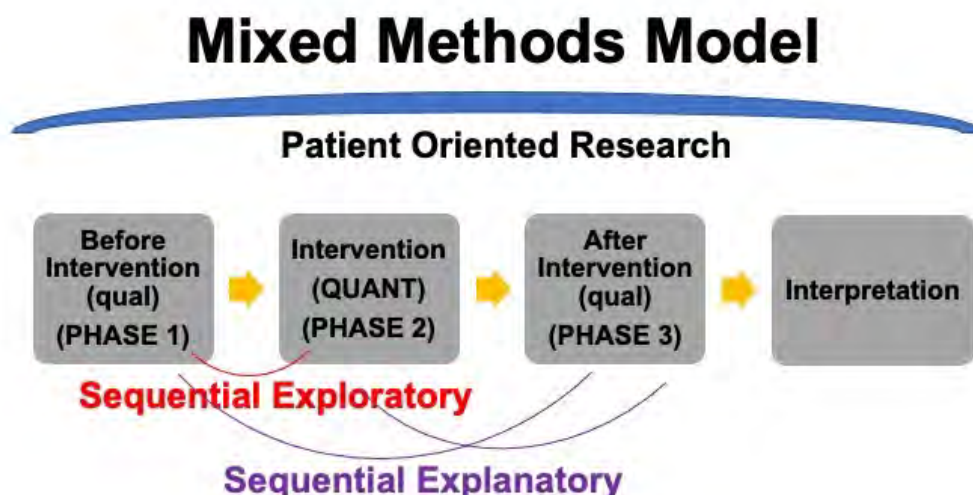 Mixed Methods Model
Patient Oriented Research
Before
Intervention
(qual)
(PHASE 1)
Intervention
(QUANT)
(PHASE 2)
After
Intervention
(qual)
(PHASE 3)
Interpretation
Sequential Exploratory
Sequential Explanatory